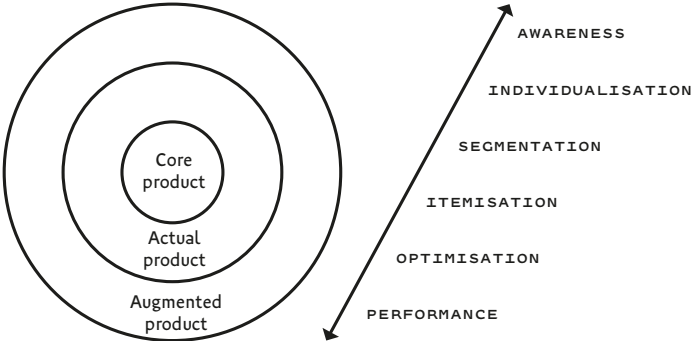 Core
product
Actual
product
Augmented
product
AWARENESS
INDIVIDUALISATION
SEGMENTATION
ITEMISATION
OPTIMISATION
PERFORMANCE